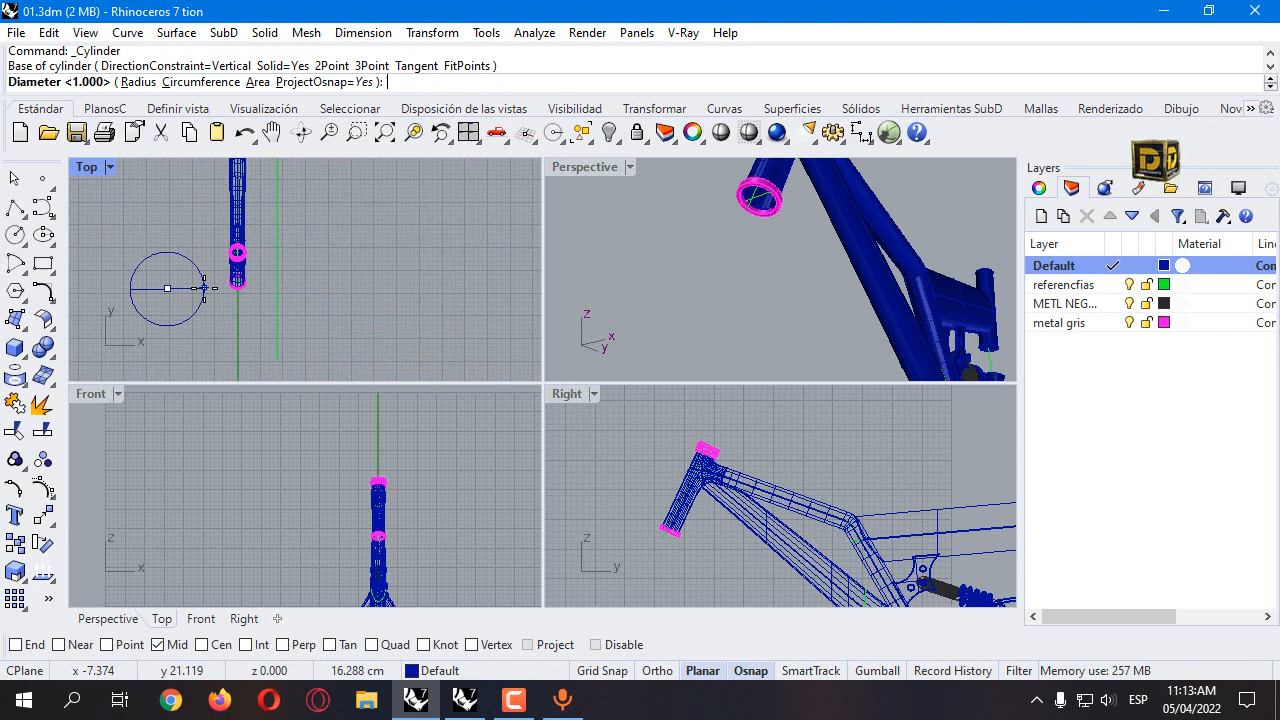 01.3dm (2 MB) - Rhinoceros 7 tion
File Edit View Curve Surface SubD Solid Mesh Dimension Transform Tools Analyze Render Panels V-Ray Help
Command: _Cylinder
Base of cylinder ( DirectionConstraint=Vertical Solid=Yes 2Point 3Point Tangent FitPoints )
Diameter <1.000> ( Radius Circumference Area ProjectOsnap=Yes ):
Estándar PlanosC Definir vista Seleccionar Disposición de las vistas Visibilidad Transformar Curvas Superficies Sólidos Herramientas SubD Mallas Renderizado Dibujo Nov »
Top
Perspective
Layers
Layer Material Lin
Default Con
referencfias Cor
METL NEG... Cor
metal gris Cor
y
x
z
x
y
Front
Right
z
x
z
y
Perspective Top Front Right
End Near Point Mid Cen Int Perp Tan Quad Knot Vertex Project Disable
CPlane x -7.374 y 21.119 z 0.000 16.288 cm Default Grid Snap Ortho Planar Osnap SmartTrack Gumball Record History Filter Memory use: 257 MB
ESP
11:13:AM
05/04/2022